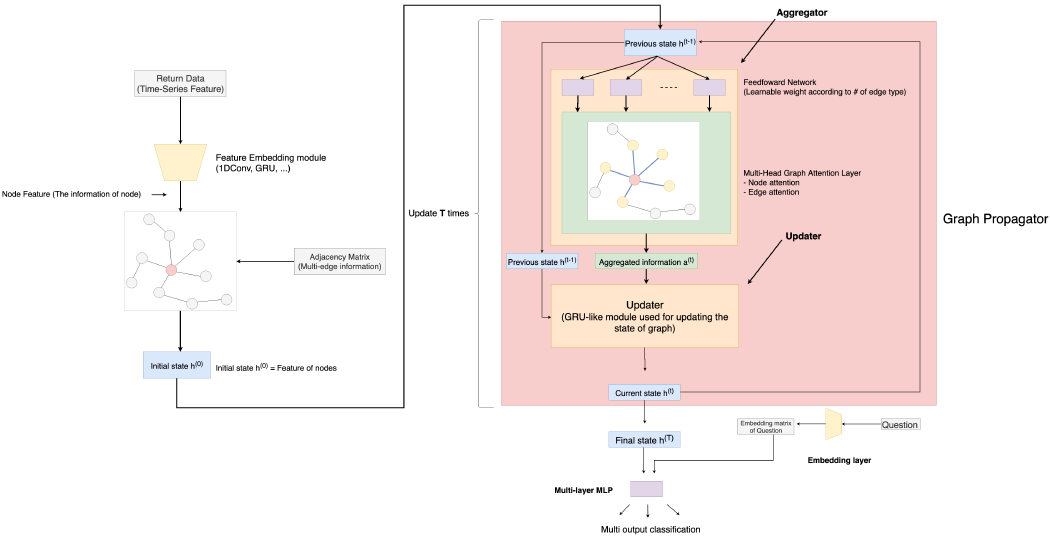 Return Data
(Time-Series Feature)
Feature Embedding module
(1DConv, GRU, ...)
Node Feature (The information of node)
Adjacency Matrix
(Multi-edge information)
Initial state h(0)
Initial state h(0) = Feature of nodes
Update T times
Aggregator
Previous state h(t-1)
Feedfoward Network
(Learnable weight according to # of edge type)
Multi-Head Graph Attention Layer
- Node attention
- Edge attention
Graph Propagator
Updater
Previous state h(t-1)
Aggregated information a(t)
Updater
(GRU-like module used for updating the
state of graph)
Current state h(t)
Final state h(T)
Embedding matrix
of Question
Question
Embedding layer
Multi-layer MLP
Multi output classification